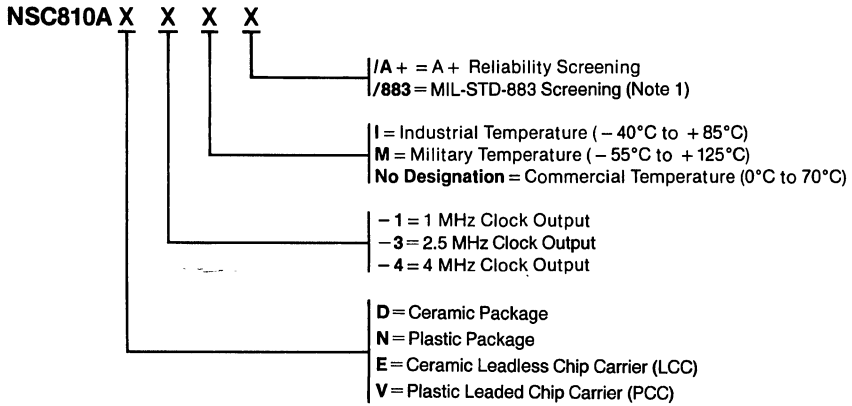 NSC810A X X X X
/A+ = A+ Reliability Screening
/883 = MIL-STD-883 Screening (Note 1)
I = Industrial Temperature (−40°C to +85°C)
M = Military Temperature (−55°C to +125°C)
No Designation = Commercial Temperature (0°C to 70°C)
−1 = 1 MHz Clock Output
−3 = 2.5 MHz Clock Output
−4 = 4 MHz Clock Output
D = Ceramic Package
N = Plastic Package
E = Ceramic Leadless Chip Carrier (LCC)
V = Plastic Leaded Chip Carrier (PCC)